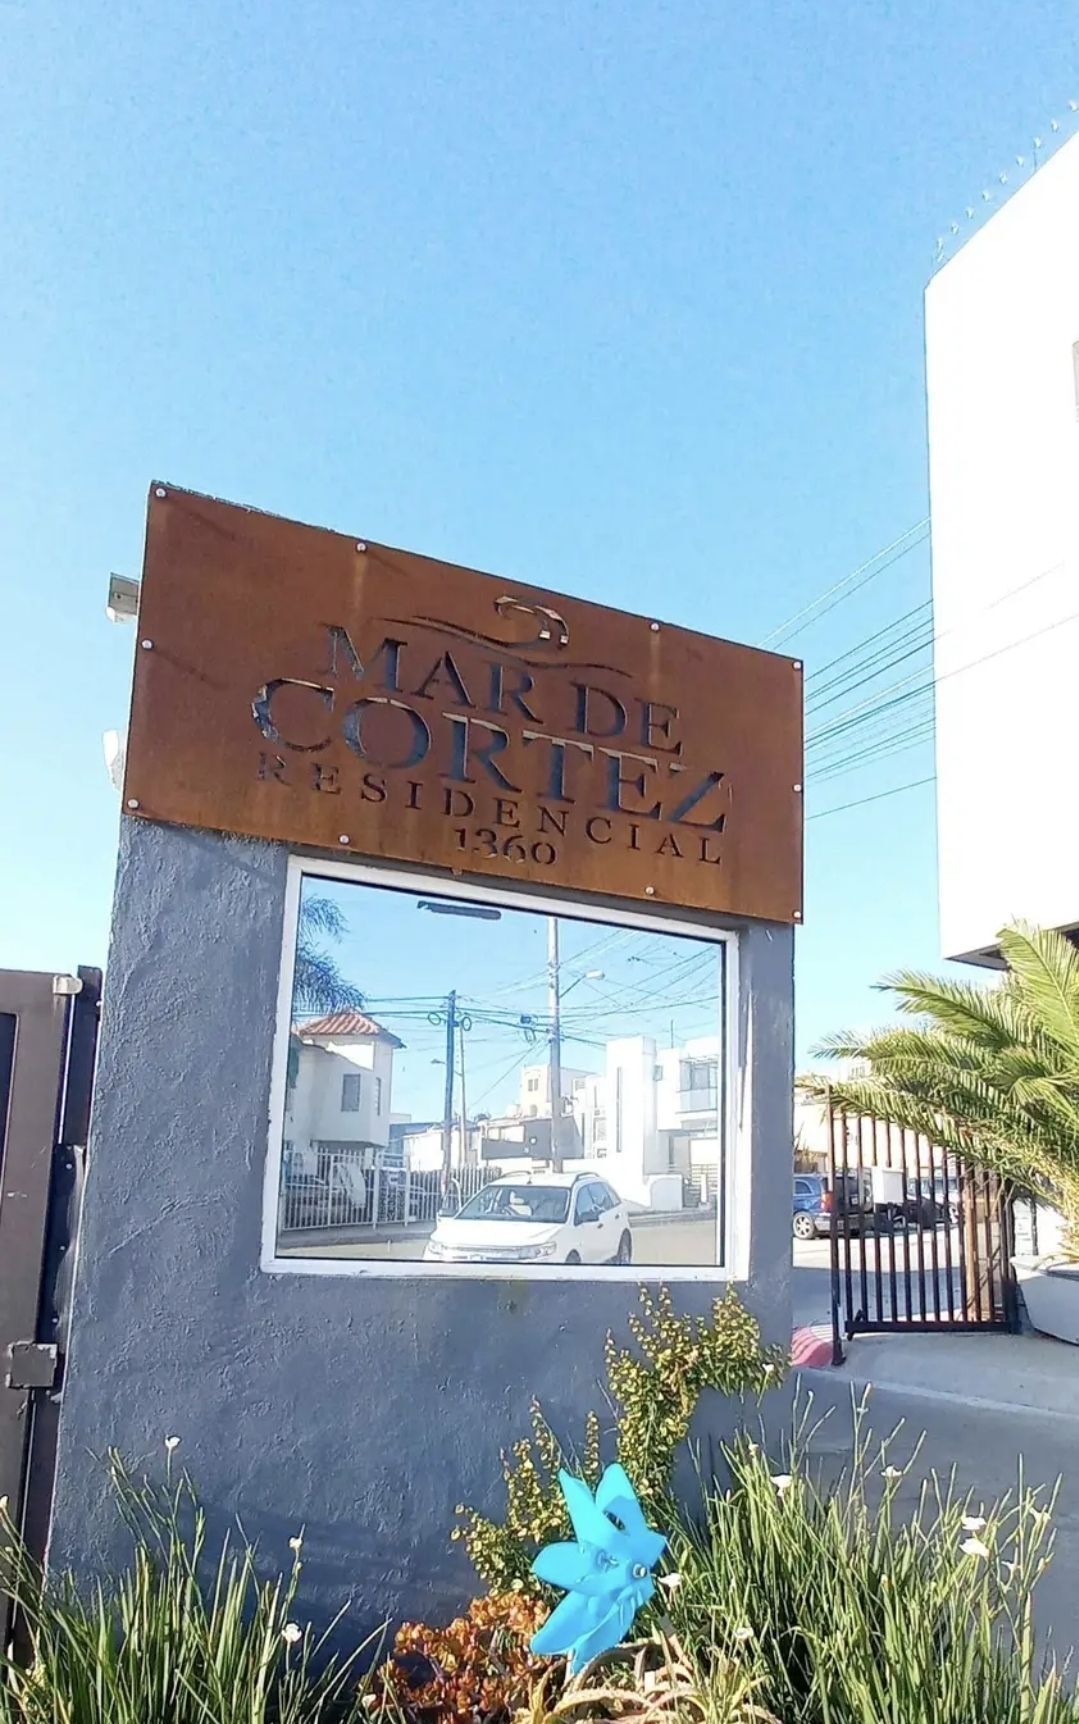 MAR DE
CORTEZ
RESIDENCIAL
1360